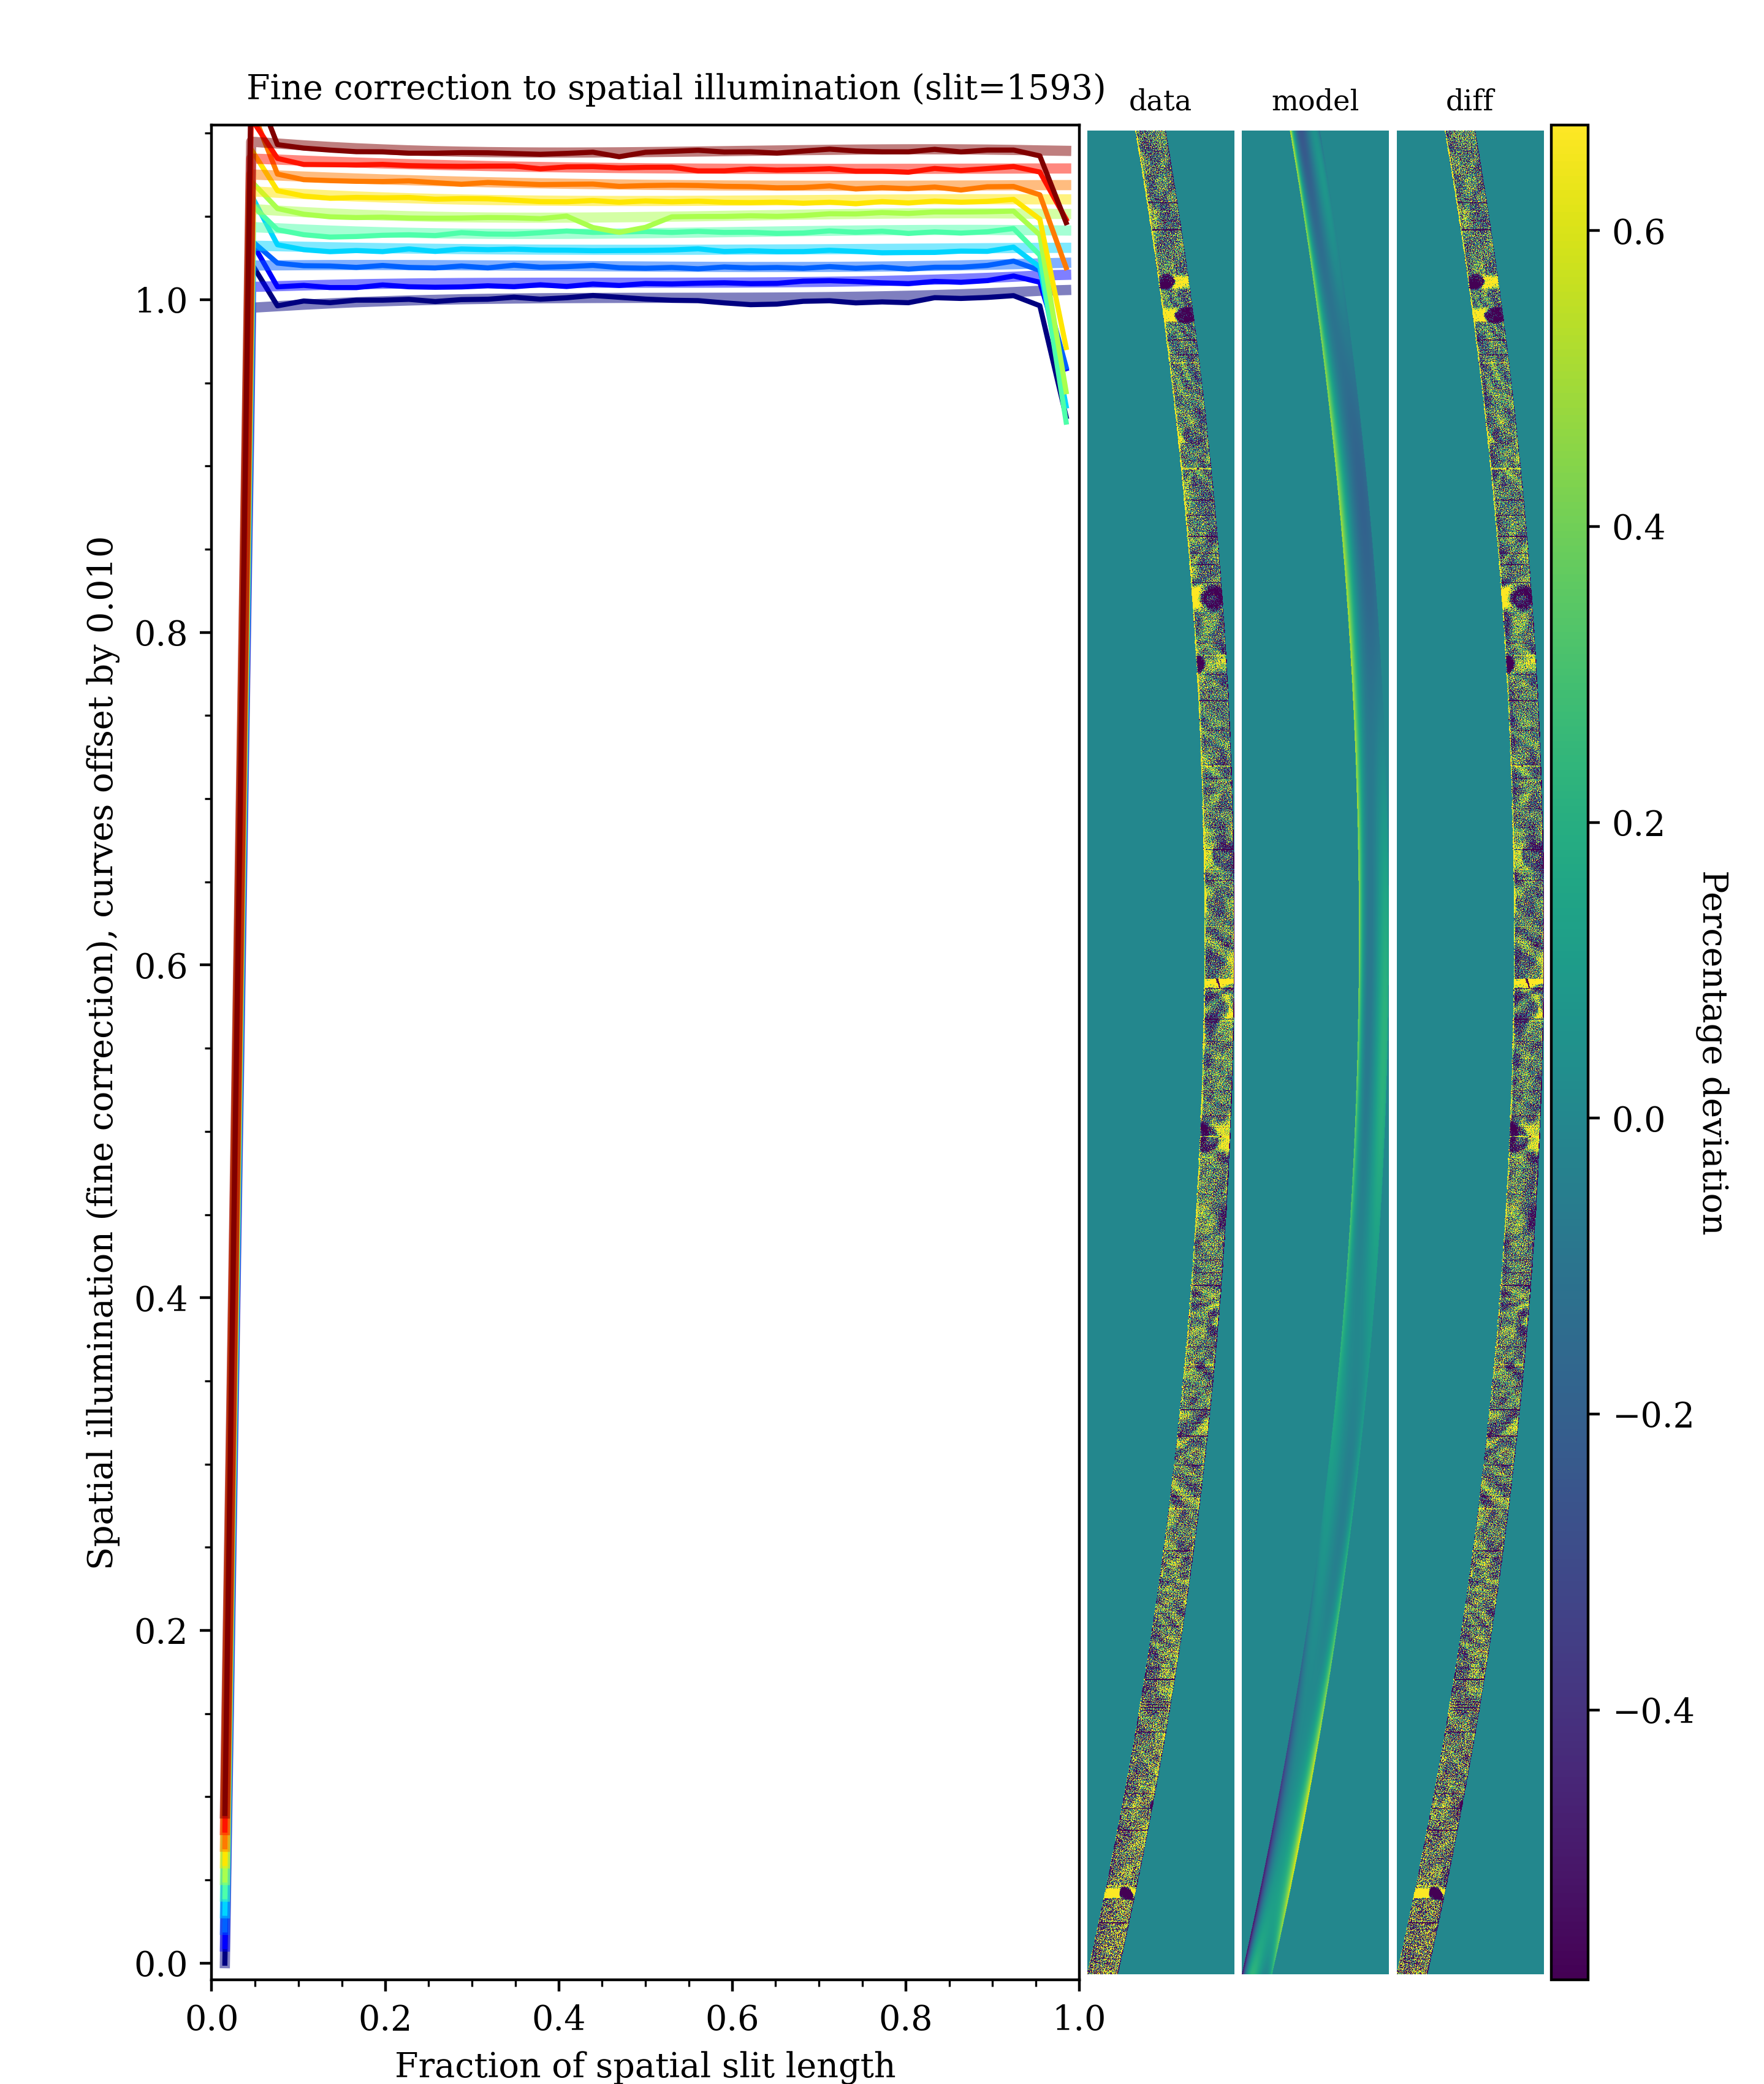 Fine correction to spatial illumination (slit=1593)
data
model
diff
Spatial illumination (fine correction), curves offset by 0.010
1.0
0.8
0.6
0.4
0.2
0.0
0.0
0.2
0.4
0.6
0.8
1.0
Fraction of spatial slit length
0.6
0.4
0.2
0.0
−0.2
−0.4
Percentage deviation